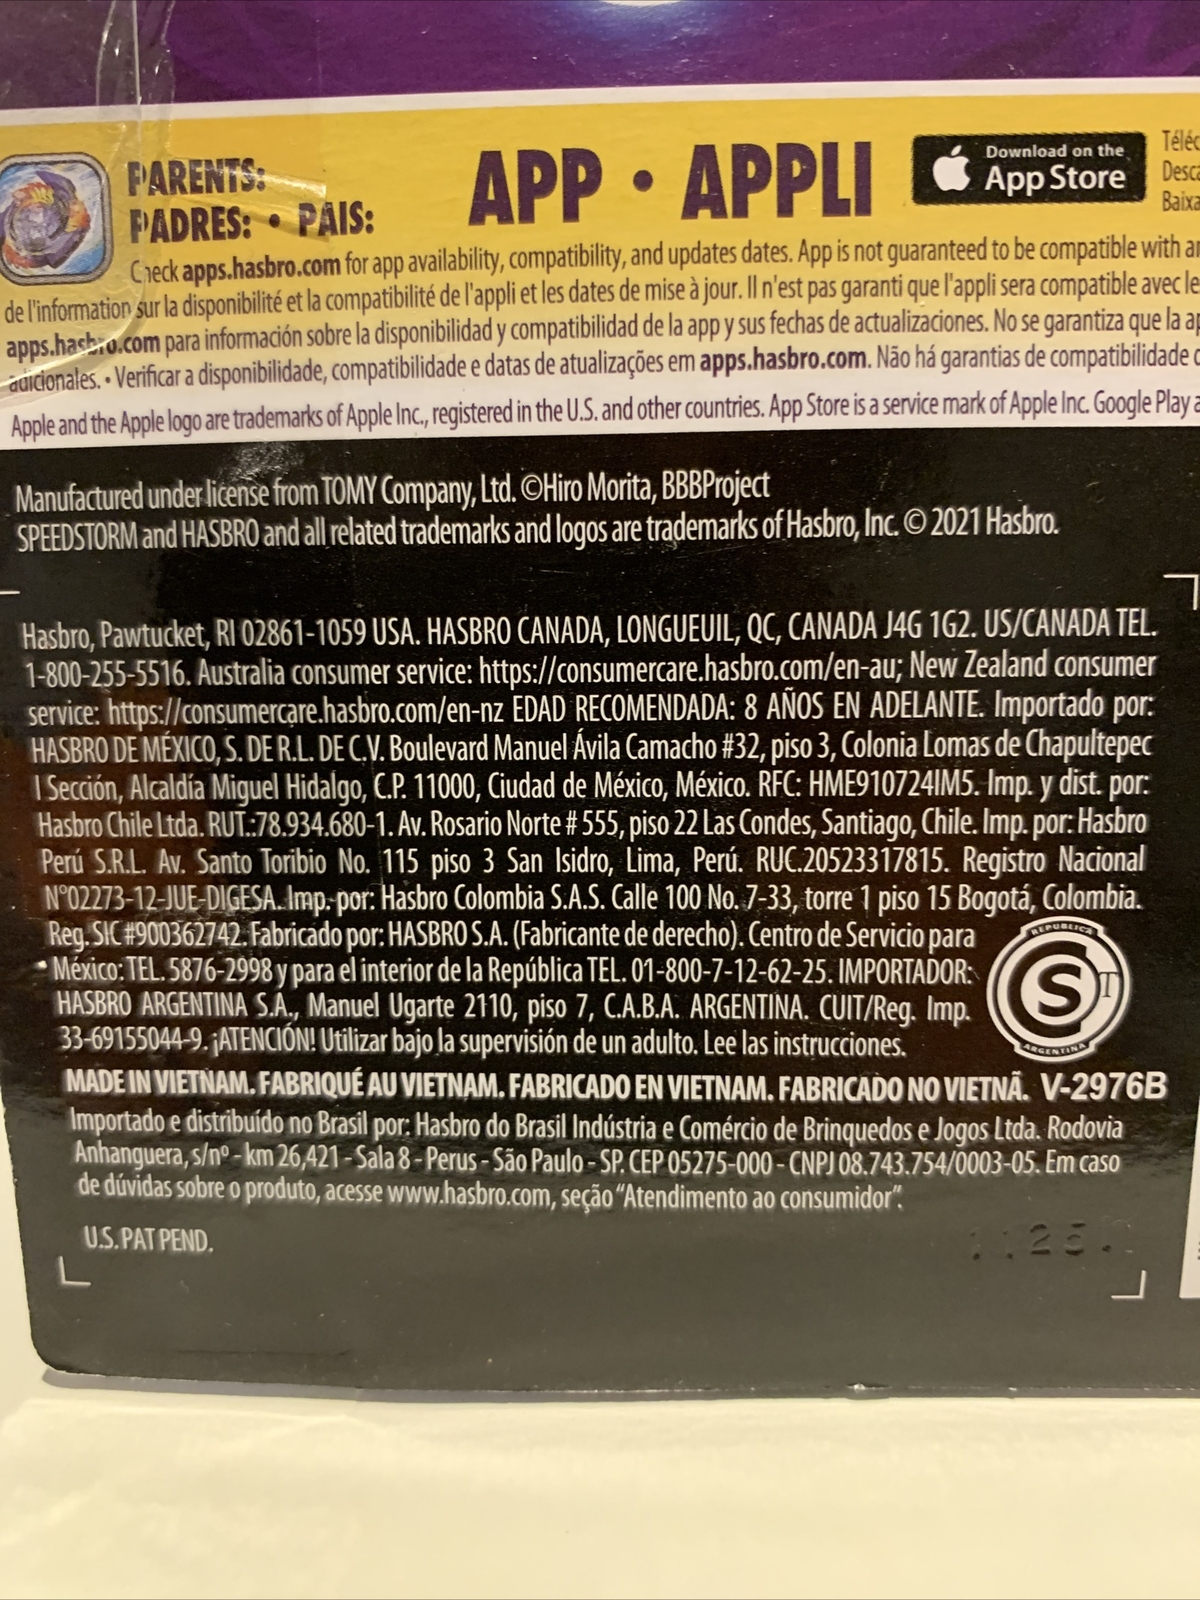 PARENTS:
PADRES: • PAIS:
APP • APPLI
Download on the
App Store
Téléc
Desca
Baixa
Check apps.hasbro.com for app availability, compatibility, and updates dates. App is not guaranteed to be compatible with
de l'information sur la disponibilité et la compatibilité de l'appli et les dates de mise à jour. Il n'est pas garanti que l'appli sera compatible avec
apps.hasbro.com para información sobre la disponibilidad y compatibilidad de la app y sus fechas de actualizaciones. No se garantiza que la
adicionales. • Verificar a disponibilidade, compatibilidade e datas de atualizações em apps.hasbro.com. Não há garantias de compatibilidade
Apple and the Apple logo are trademarks of Apple Inc., registered in the U.S. and other countries. App Store is a service mark of Apple Inc. Google Play
Manufactured under license from TOMY Company, Ltd. ©Hiro Morita, BBBProject
SPEEDSTORM and HASBRO and all related trademarks and logos are trademarks of Hasbro, Inc. © 2021 Hasbro.
Hasbro, Pawtucket, RI 02861-1059 USA. HASBRO CANADA, LONGUEUIL, QC, CANADA J4G 1G2. US/CANADA TEL.
1-800-255-5516. Australia consumer service: https://consumercare.hasbro.com/en-au; New Zealand consumer
service: https://consumercare.hasbro.com/en-nz EDAD RECOMENDADA: 8 AÑOS EN ADELANTE. Importado por:
HASBRO DE MÉXICO, S. DE R.L. DE C.V. Boulevard Manuel Ávila Camacho #32, piso 3, Colonia Lomas de Chapultepec
I Sección, Alcaldía Miguel Hidalgo, C.P. 11000, Ciudad de México, México. RFC: HME910724IM5. Imp. y dist. por:
Hasbro Chile Ltda. RUT.:78.934.680-1. Av. Rosario Norte # 555, piso 22 Las Condes, Santiago, Chile. Imp. por: Hasbro
Perú S.R.L. Av. Santo Toribio No. 115 piso 3 San Isidro, Lima, Perú. RUC.20523317815. Registro Nacional
N°02273-12-JUE-DIGESA. Imp. por: Hasbro Colombia S.A.S. Calle 100 No. 7-33, torre 1 piso 15 Bogotá, Colombia.
Reg. SIC #900362742. Fabricado por: HASBRO S.A. (Fabricante de derecho). Centro de Servicio para
México: TEL. 5876-2998 y para el interior de la República TEL. 01-800-7-12-62-25. IMPORTADOR:
HASBRO ARGENTINA S.A., Manuel Ugarte 2110, piso 7, C.A.B.A. ARGENTINA. CUIT/Reg. Imp.
33-69155044-9. ¡ATENCIÓN! Utilizar bajo la supervisión de un adulto. Lee las instrucciones.
REPUBLICA
S T
ARGENTINA
MADE IN VIETNAM. FABRIQUÉ AU VIETNAM. FABRICADO EN VIETNAM. FABRICADO NO VIETNÃ. V-2976B
Importado e distribuído no Brasil por: Hasbro do Brasil Indústria e Comércio de Brinquedos e Jogos Ltda. Rodovia
Anhanguera, s/nº - km 26,421 - Sala 8 - Perus - São Paulo - SP. CEP 05275-000 - CNPJ 08.743.754/0003-05. Em caso
de dúvidas sobre o produto, acesse www.hasbro.com, seção "Atendimento ao consumidor".
U.S. PAT PEND.